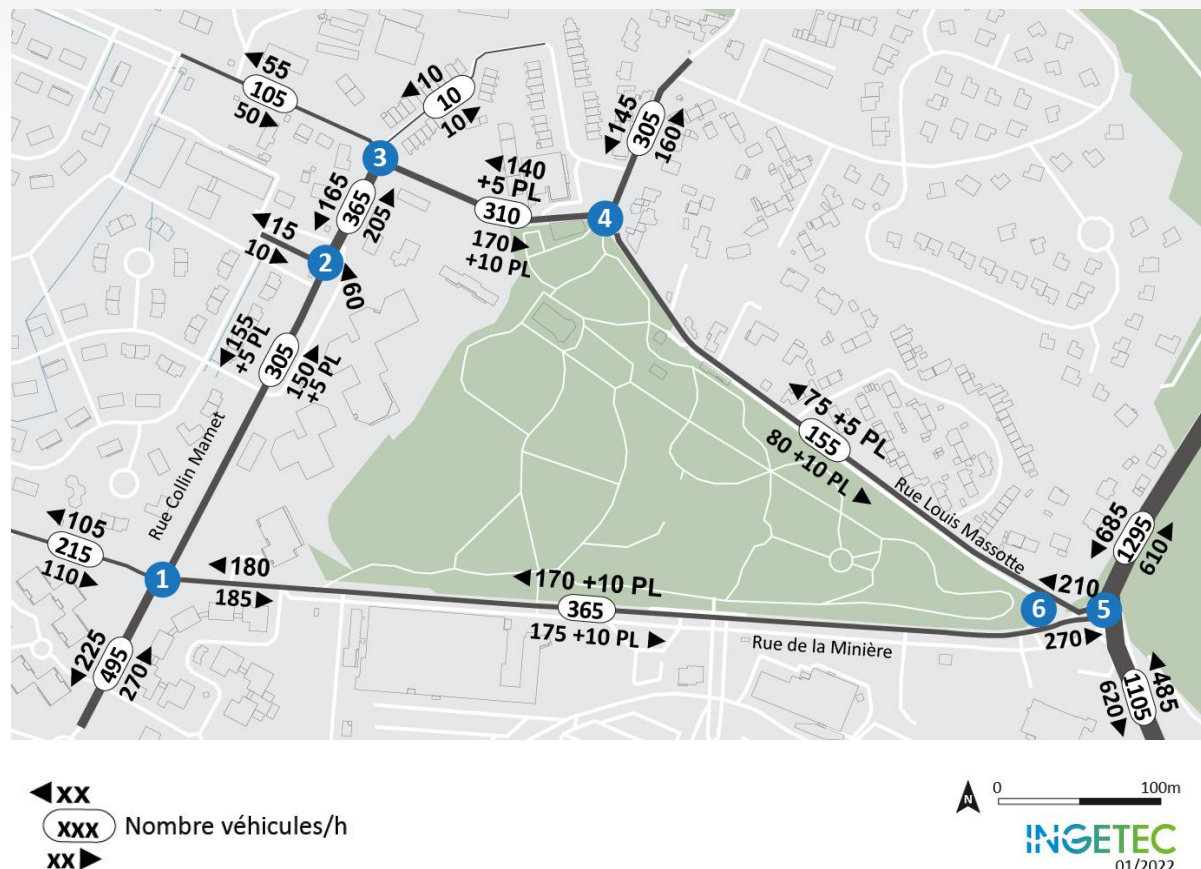 ◄55
105
50►
◄10
10
10►
◄145
305
160►
3
◄140
+5 PL
310
170►
+10 PL
4
◄165
365
205►
◄15
10►
2
◄60
◄155
+5 PL
305
150►
+5 PL
Rue Collin Mamet
◄75 +5 PL
155
80 +10 PL ►
Rue Louis Massotte
◄685
1295
610►
◄105
215
110►
1
◄180
185►
◄170 +10 PL
365
175 +10 PL ►
Rue de la Minière
◄210
6
5
270►
◄225
495
270►
◄485
1105
620►
◄xx
xxx Nombre véhicules/h
xx►
N
0 100m
INGETEC
01/2022